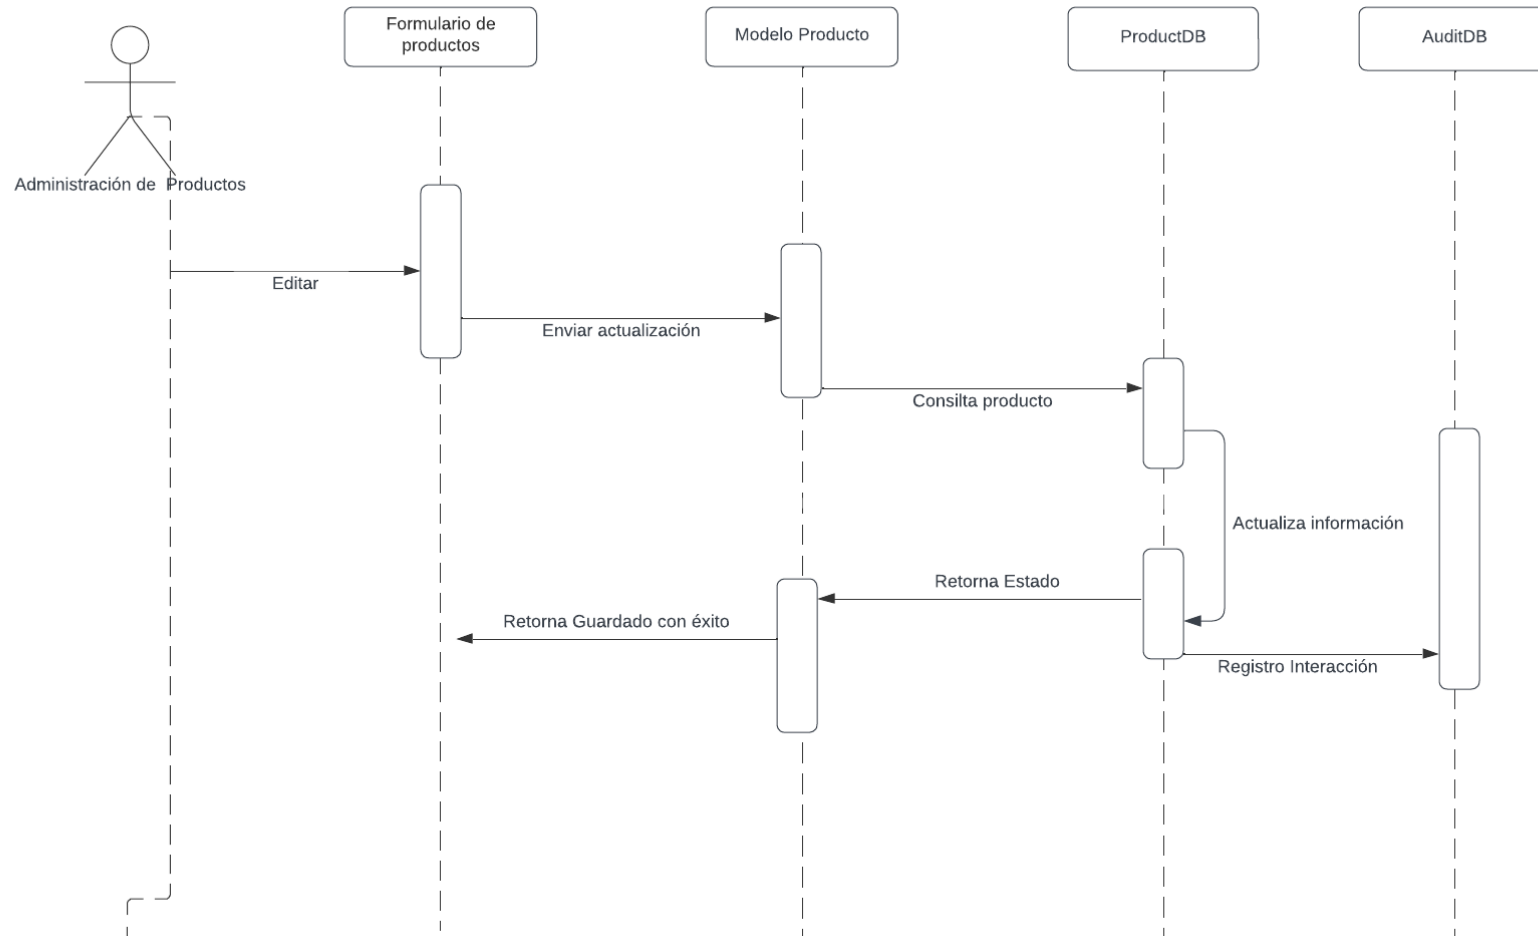 Formulario de
productos
Modelo Producto
ProductDB
AuditDB
Administración de  Productos
Editar
Enviar actualización
Consilta producto
Actualiza información
Retorna Estado
Retorna Guardado con éxito
Registro Interacción